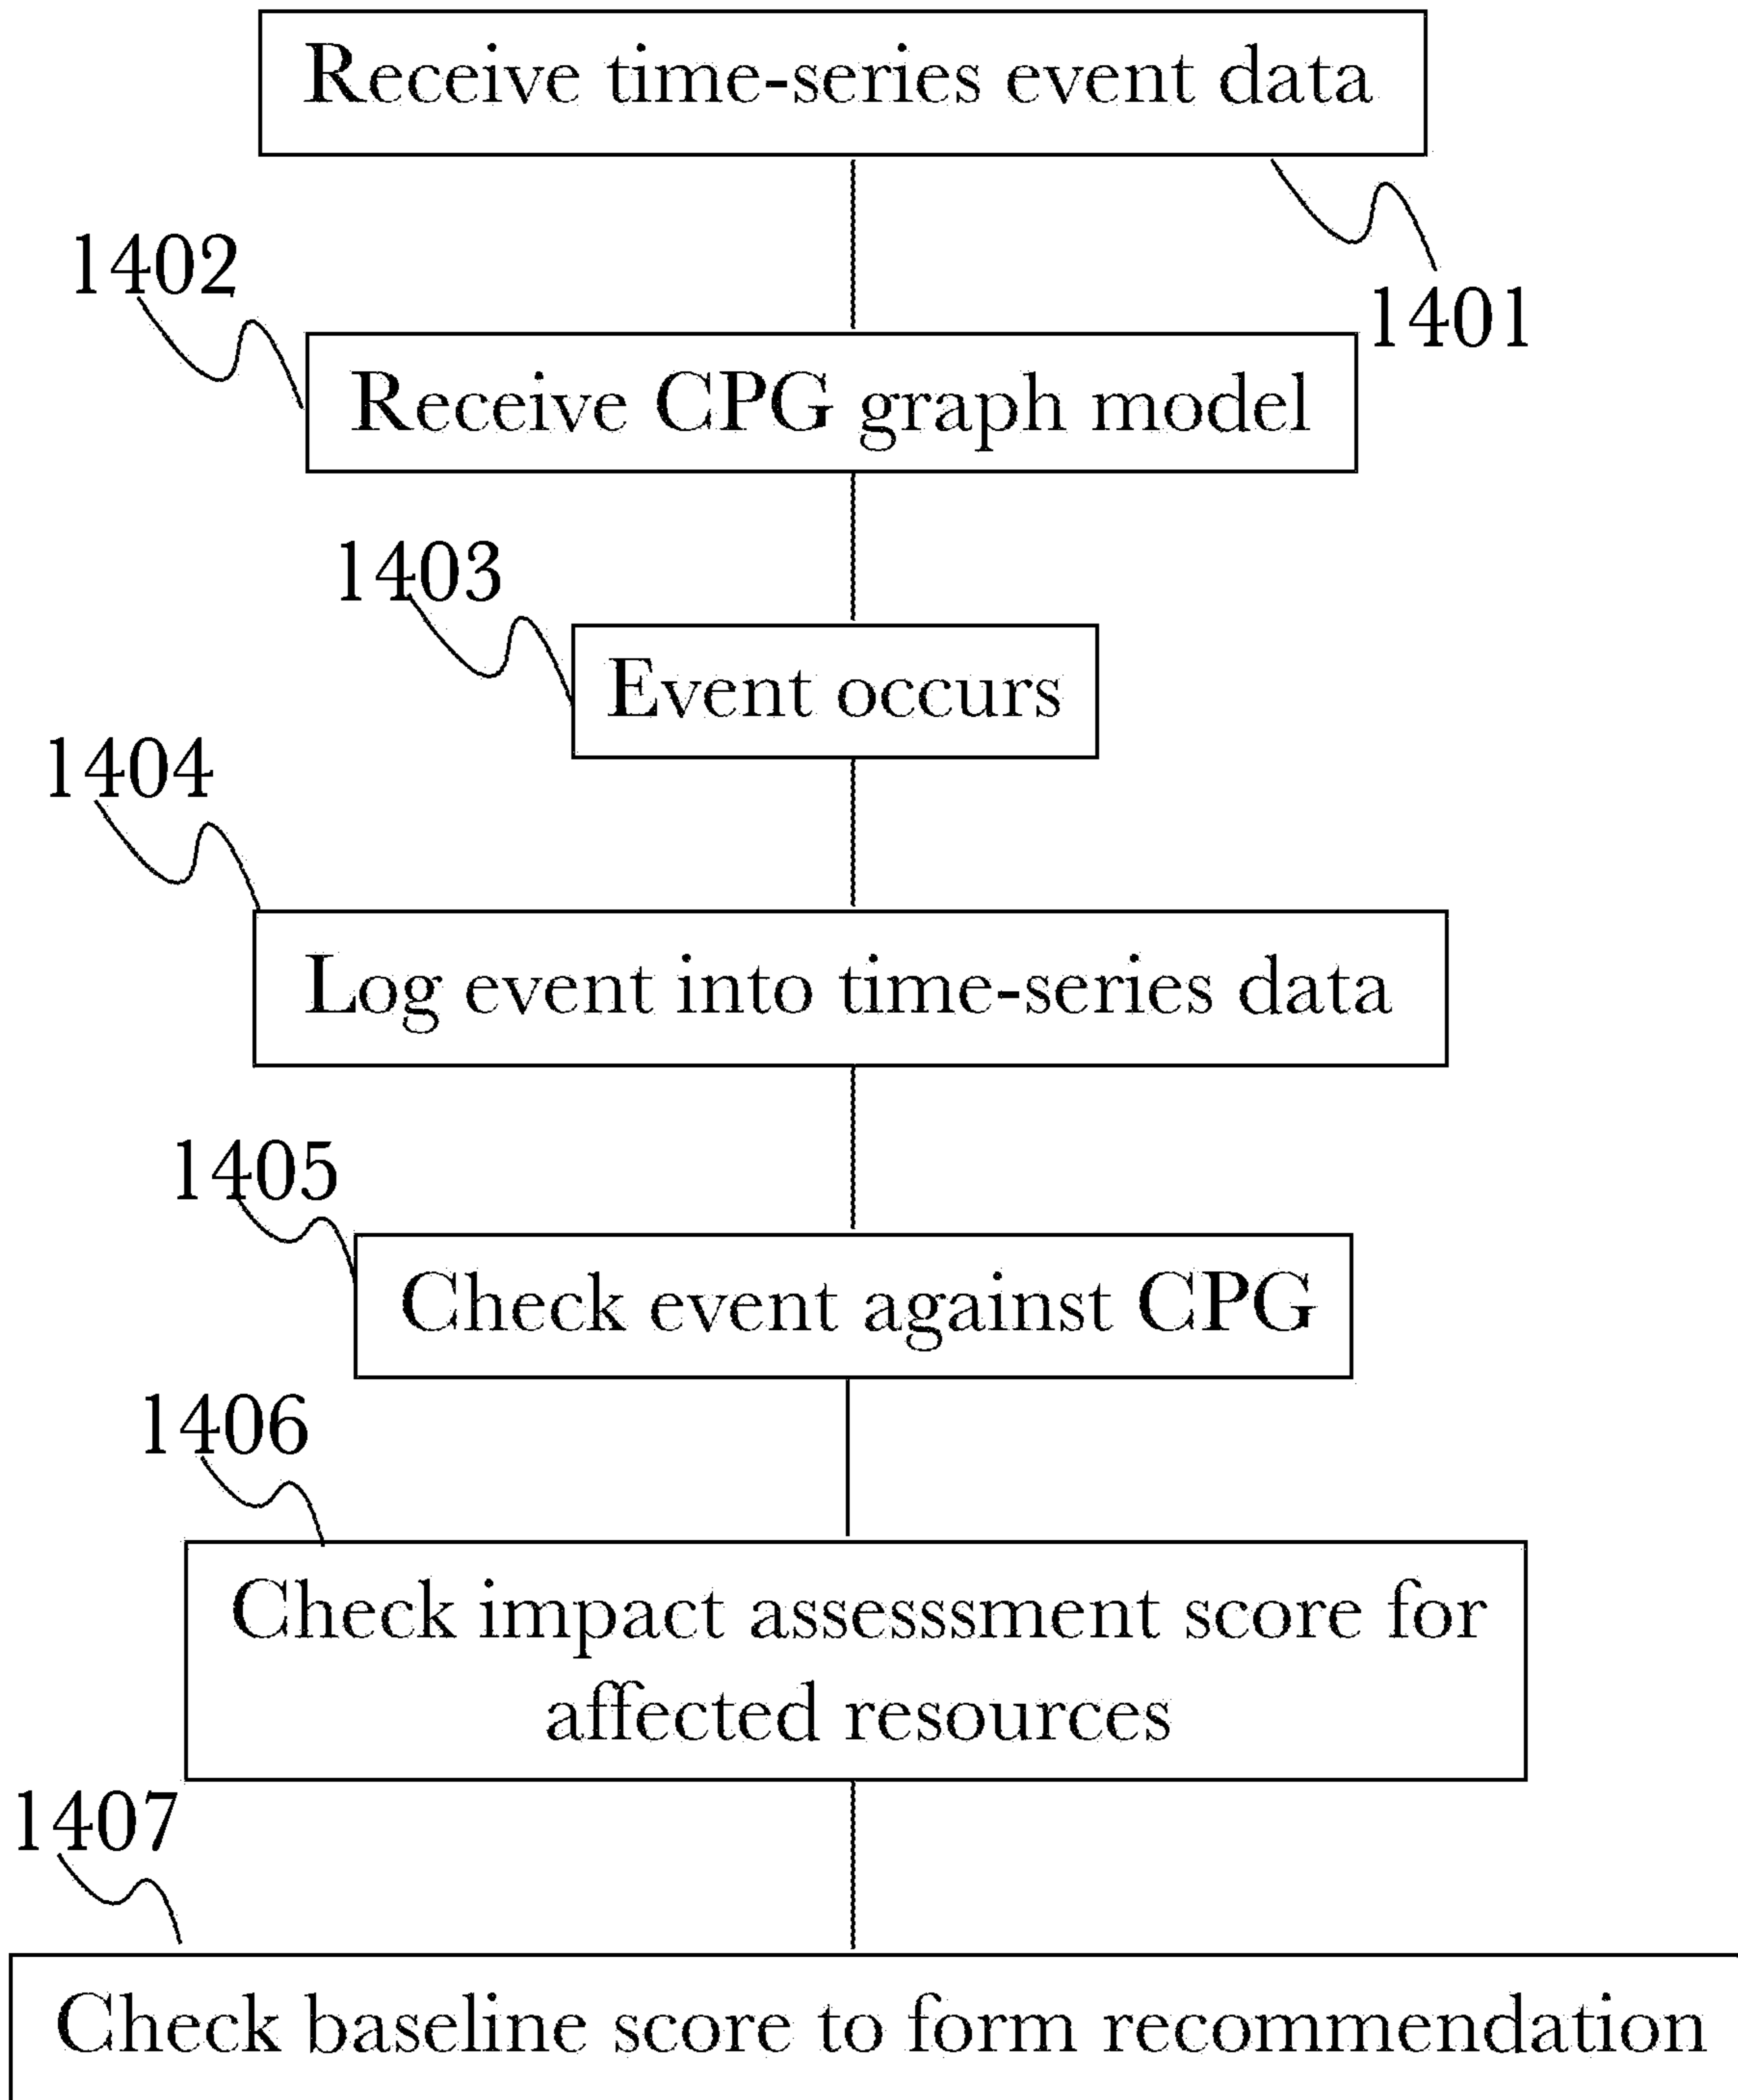 Receive time-series event data
1401
1402
Receive CPG graph model
1403
Event occurs
1404
Log event into time-series data
1405
Check event against CPG
1406
Check impact assesssment score for
affected resources
1407
Check baseline score to form recommendation